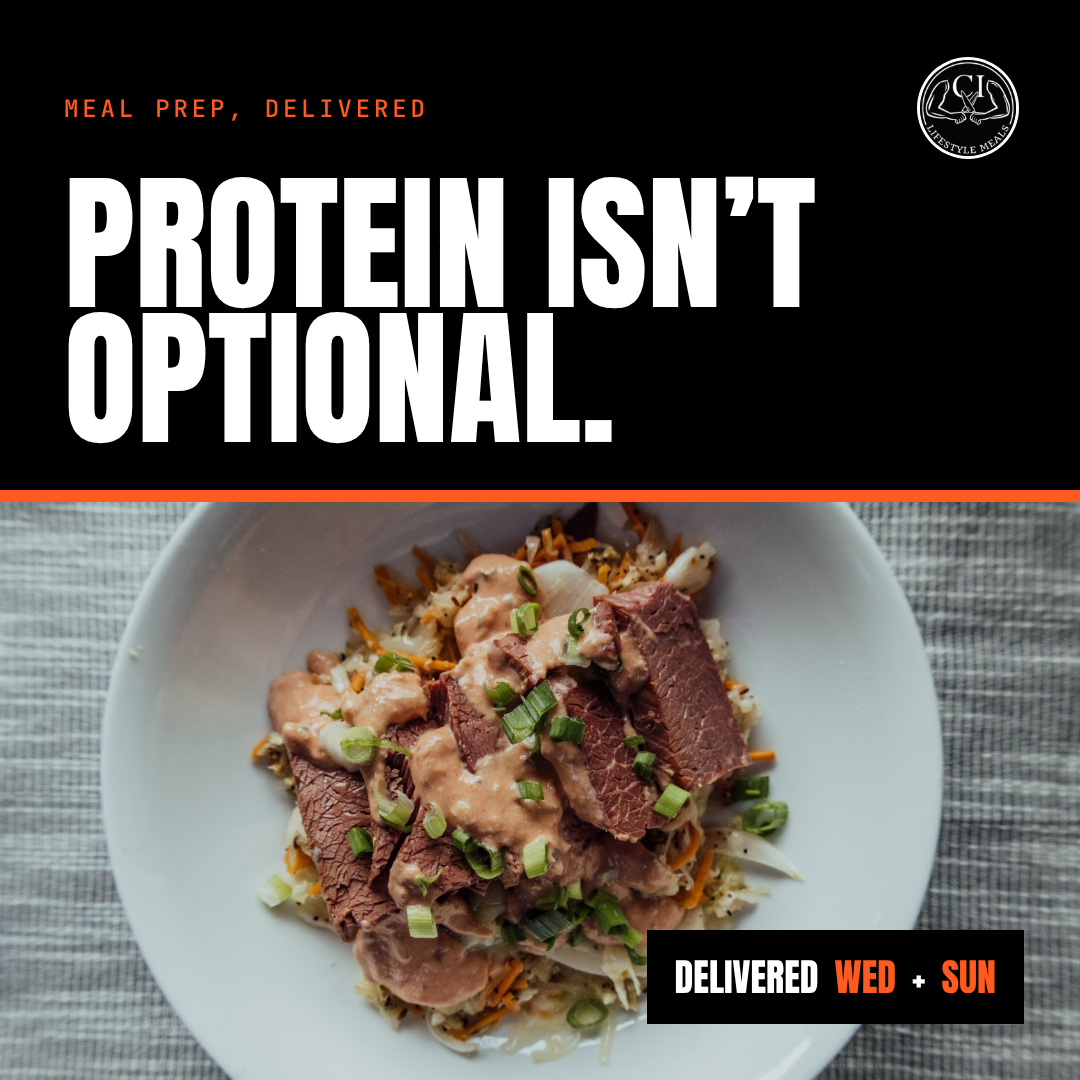 MEAL PREP, DELIVERED
CI
LIFESTYLE MEALS
PROTEIN ISN’T
OPTIONAL.
DELIVERED WED + SUN